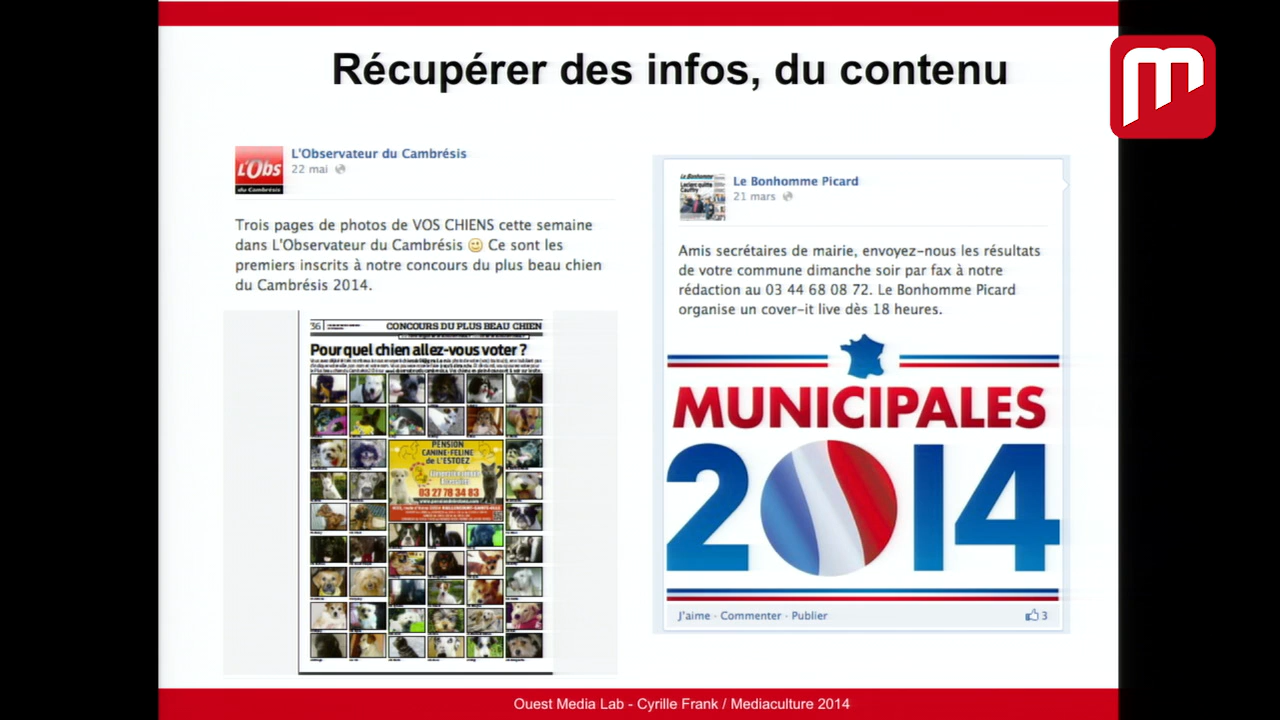 Récupérer des infos, du contenu
L'Obs
du Cambrésis
L'Observateur du Cambrésis
22 mai
Trois pages de photos de VOS CHIENS cette semaine
dans L'Observateur du Cambrésis
Ce sont les
premiers inscrits à notre concours du plus beau chien
du Cambrésis 2014.
36
CONCOURS DU PLUS BEAU CHIEN
Pour quel chien allez-vous voter ?
PENSION
CANINE-FELINE
de L'ESTOEZ
03 27 78 34 83
Le Bonhomme Picard
21 mars
Amis secrétaires de mairie, envoyez-nous les résultats
de votre commune dimanche soir par fax à notre
rédaction au 03 44 68 08 72. Le Bonhomme Picard
organise un cover-it live dès 18 heures.
MUNICIPALES
2014
J'aime · Commenter · Publier
3
Ouest Media Lab - Cyrille Frank / Mediaculture 2014